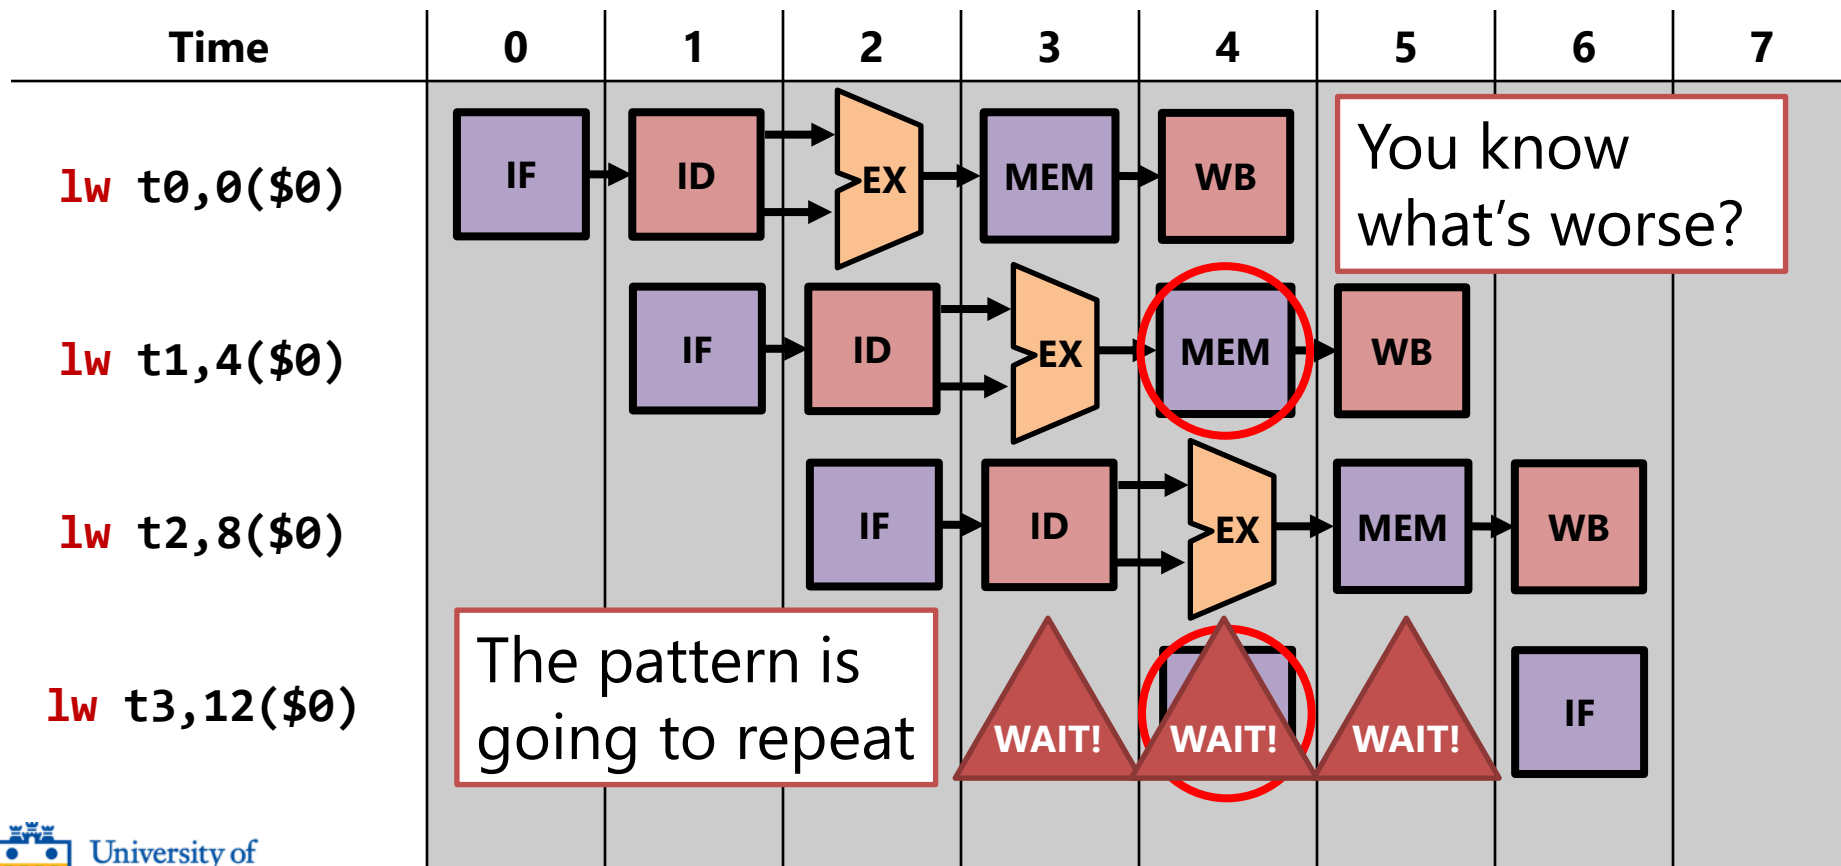 Time 0 1 2 3 4 5 6 7
lw t0,0($0) IF ID EX MEM WB
You know
what's worse?
lw t1,4($0) IF ID EX MEM WB
lw t2,8($0) IF ID EX MEM WB
The pattern is
going to repeat
lw t3,12($0) WAIT! WAIT! WAIT! IF
University of